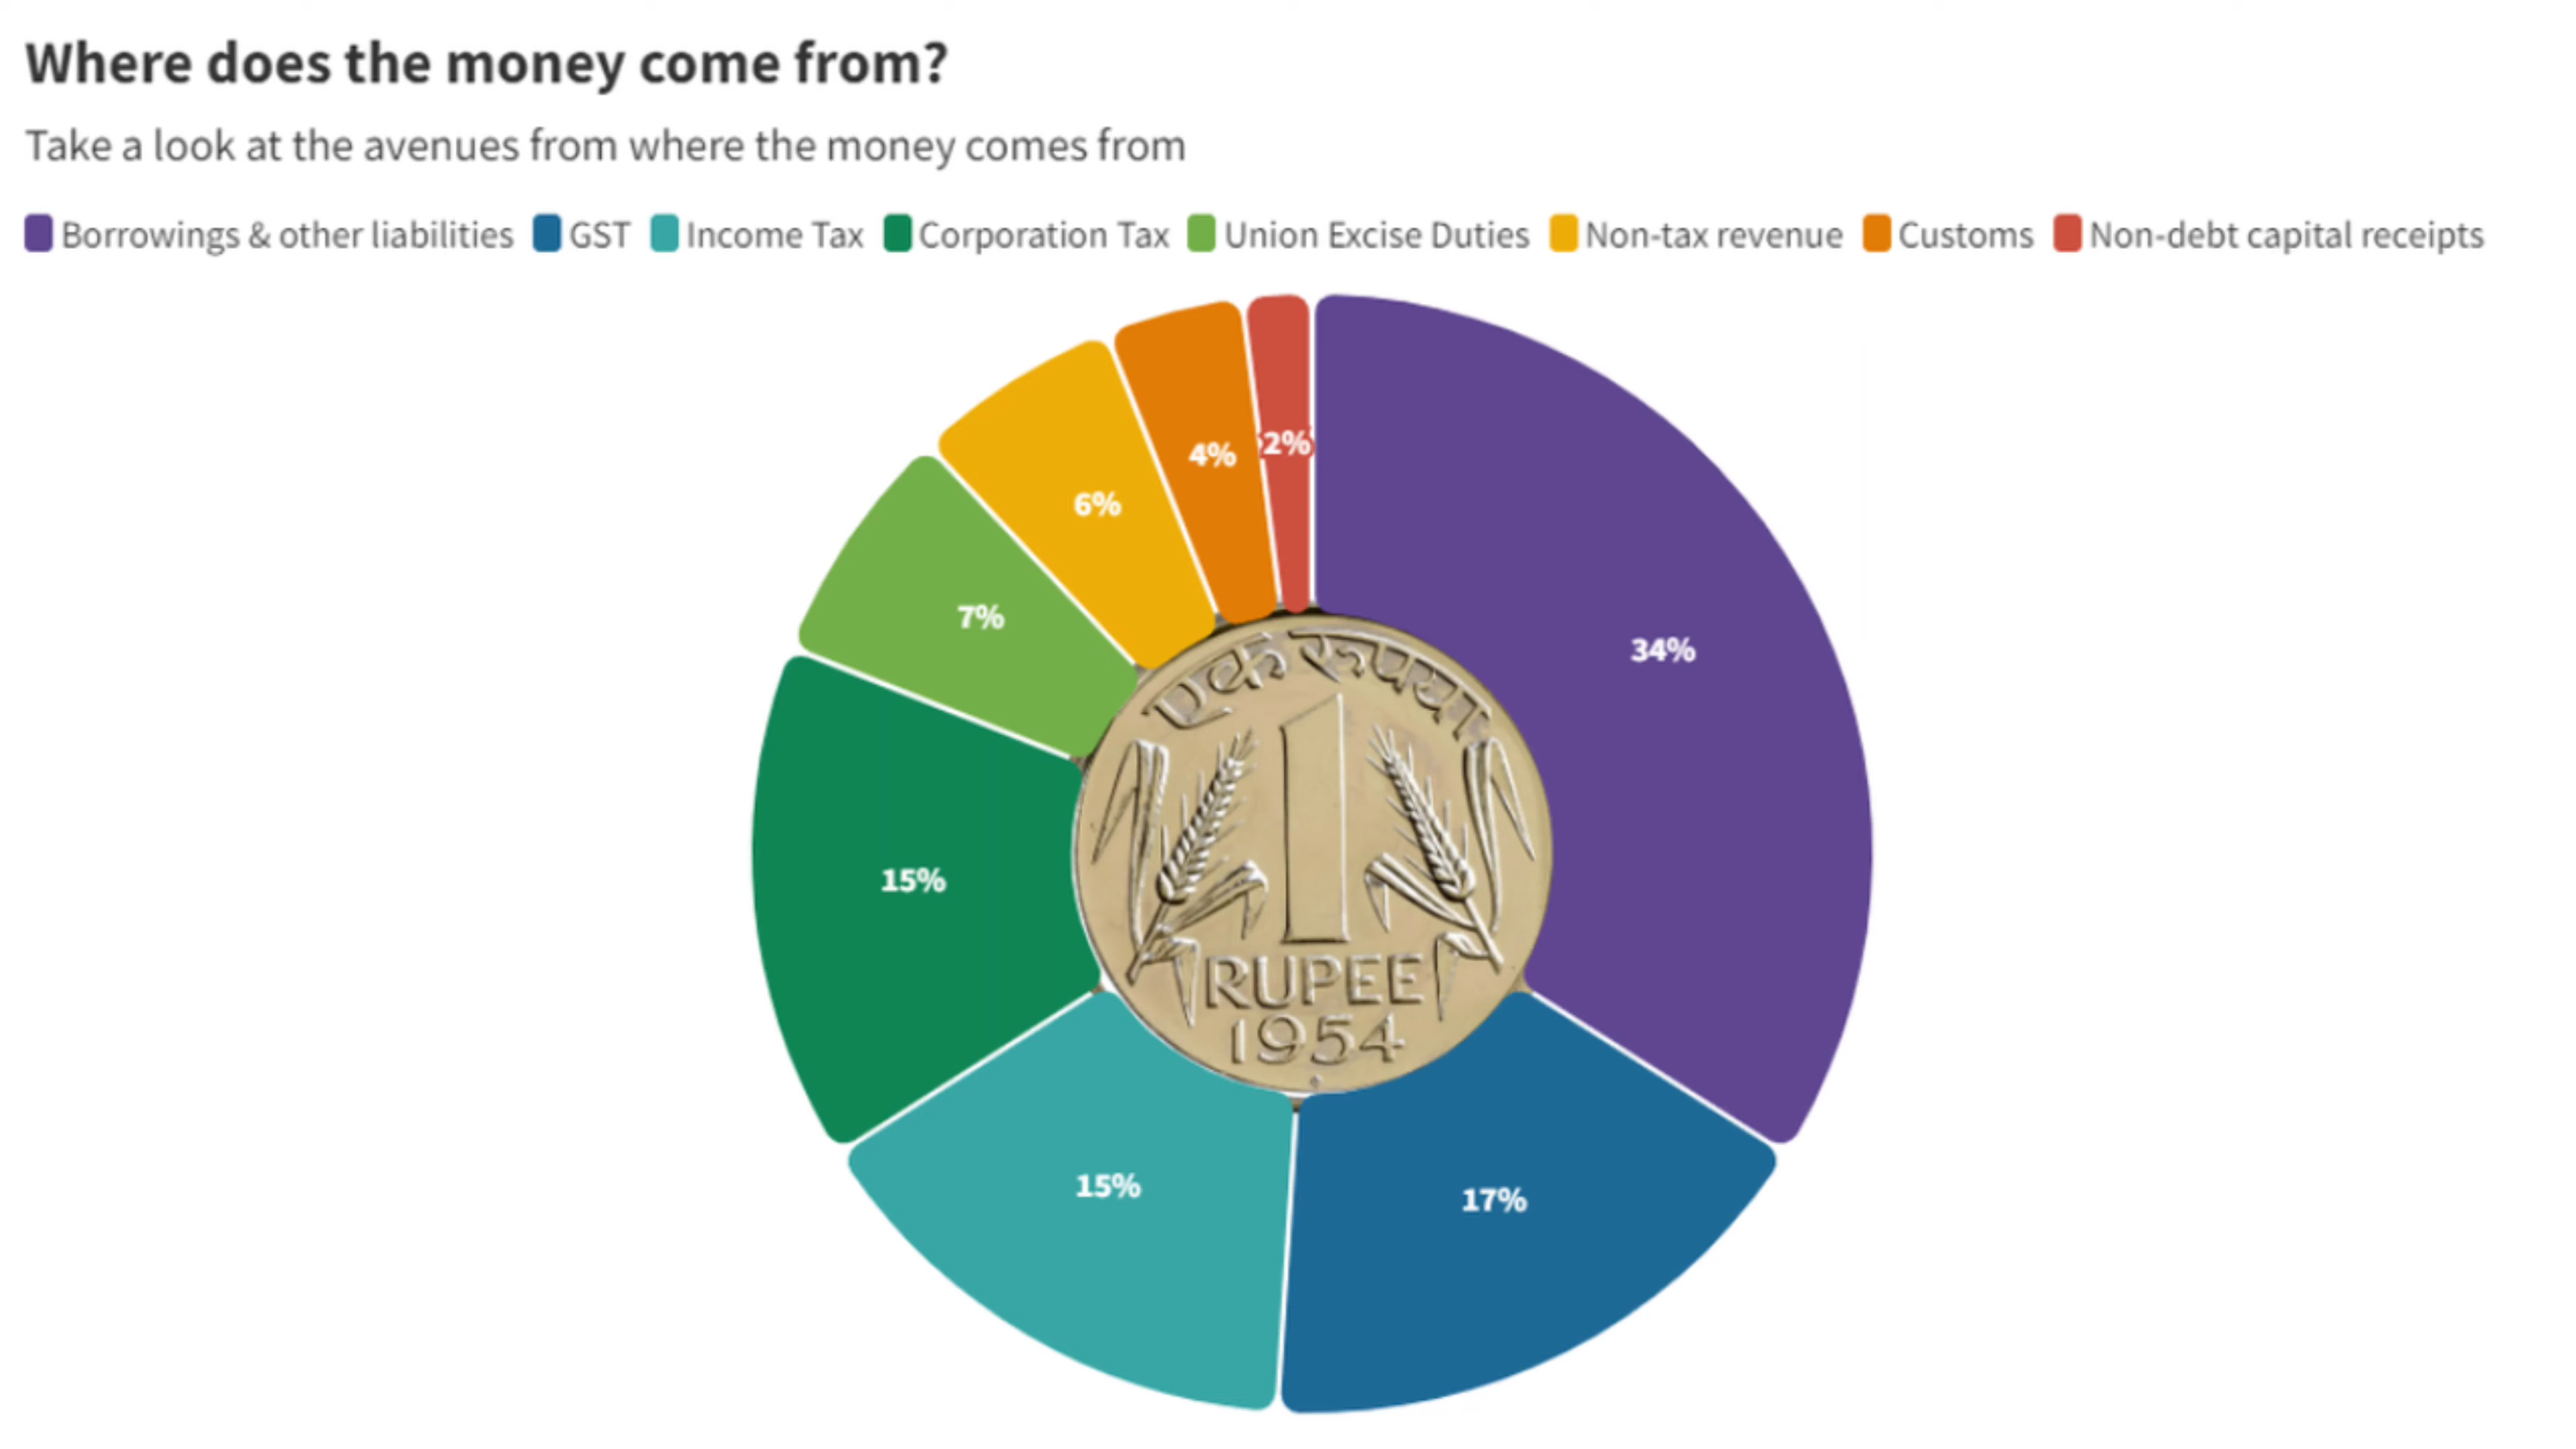 Where does the money come from?
Take a look at the avenues from where the money comes from
Borrowings & other liabilities GST Income Tax Corporation Tax Union Excise Duties Non-tax revenue Customs Non-debt capital receipts
2%
4%
6%
7%
34%
15%
15%
17%
एक रुपया
1
RUPEE
1954